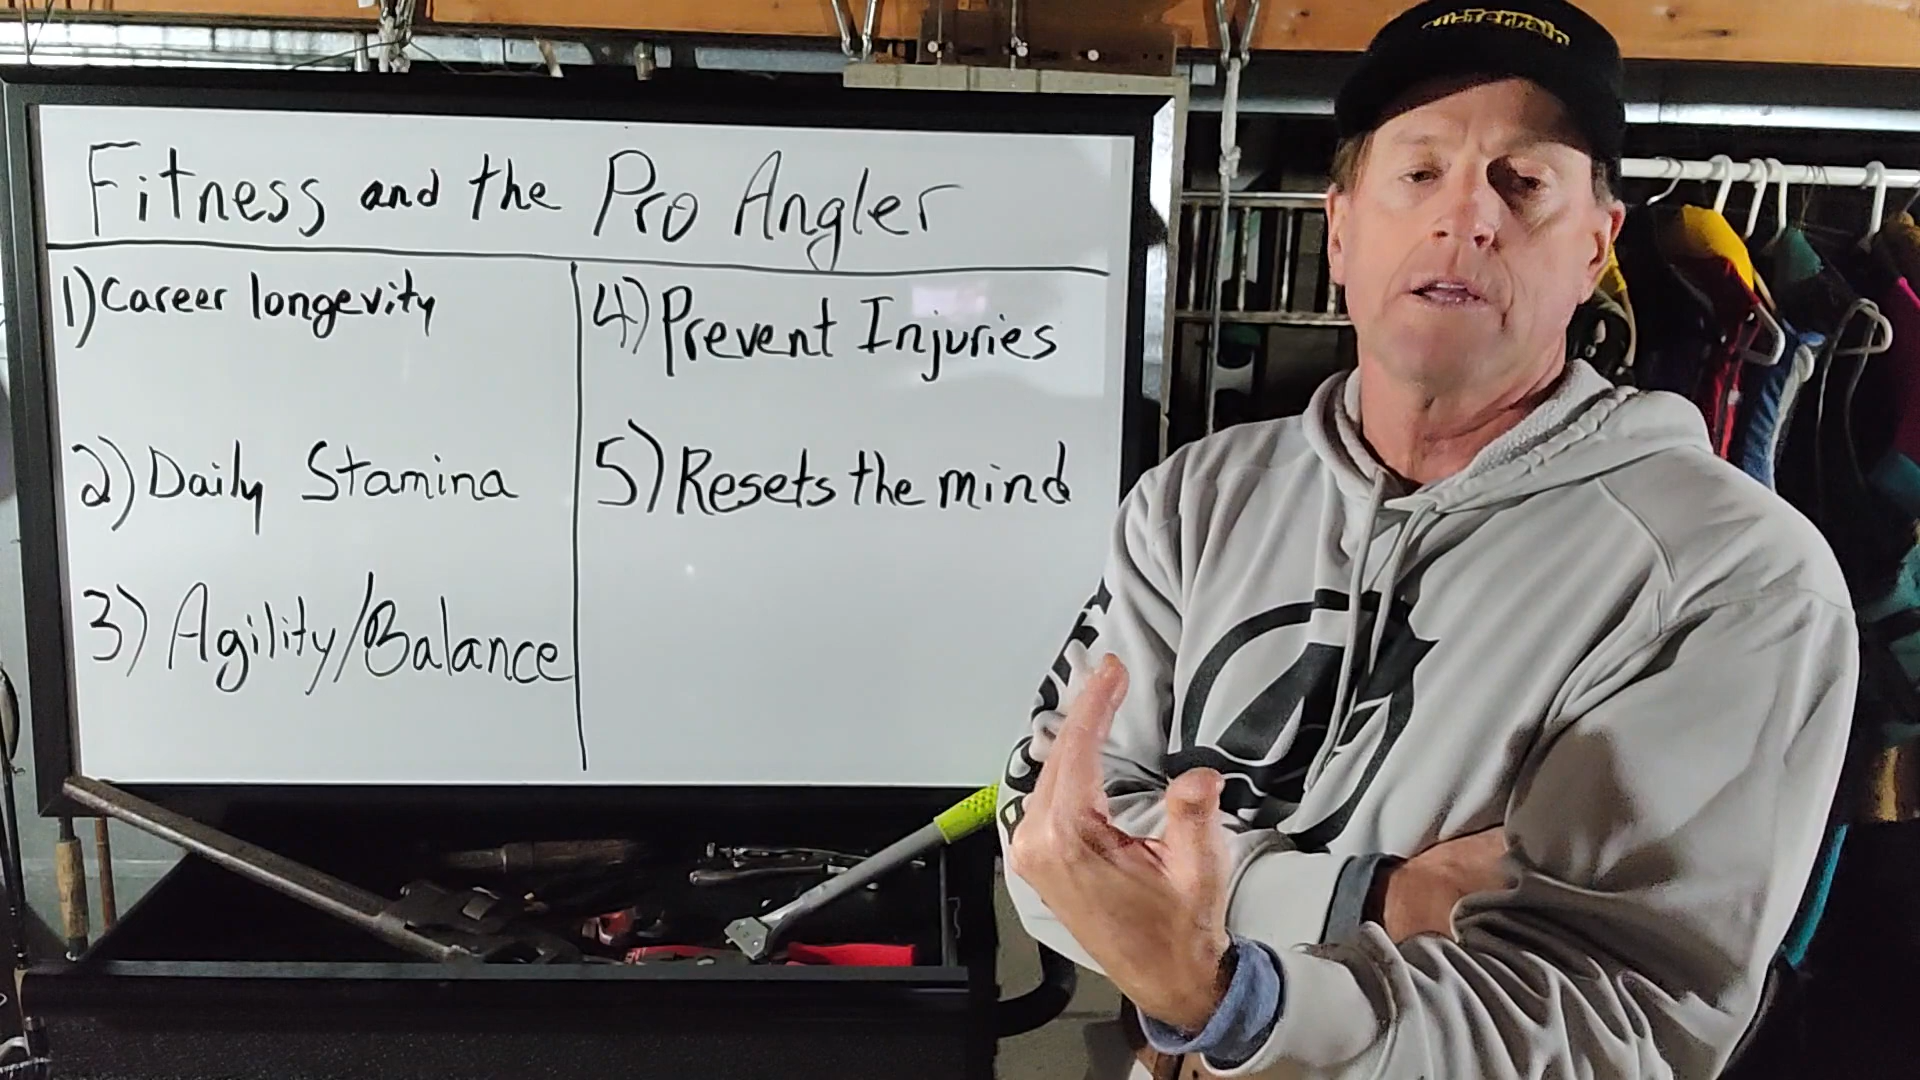 Fitness and the Pro Angler
1) Career longevity
2) Daily Stamina
3) Agility/Balance
4) Prevent Injuries
5) Resets the mind